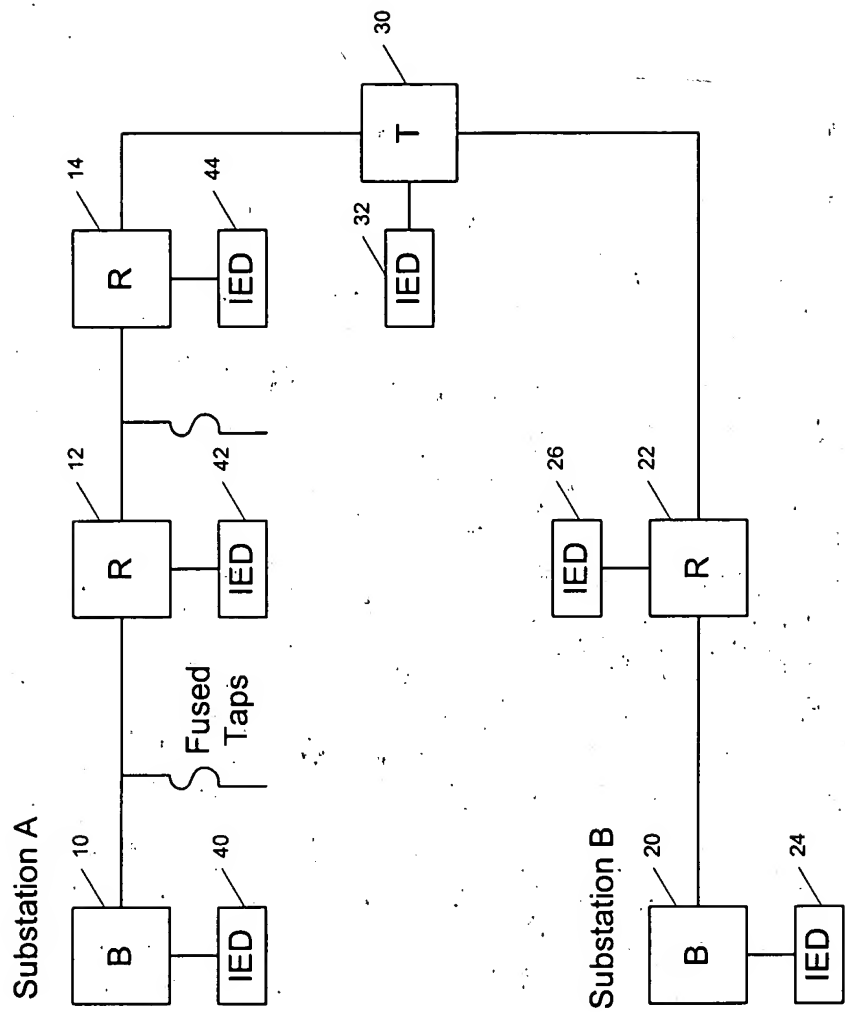 Substation A
10
12
14
B
R
R
Fused
Taps
40
42
44
IED
IED
IED
32
30
IED
T
26
IED
Substation B
20
22
B
R
24
IED